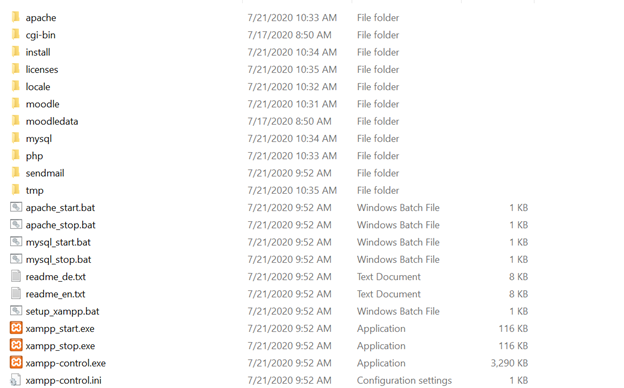 apache 7/21/2020 10:33 AM File folder
cgi-bin 7/17/2020 8:50 AM File folder
install 7/21/2020 10:34 AM File folder
licenses 7/21/2020 10:35 AM File folder
locale 7/21/2020 10:32 AM File folder
moodle 7/21/2020 10:31 AM File folder
moodledata 7/17/2020 8:50 AM File folder
mysql 7/21/2020 10:34 AM File folder
php 7/21/2020 10:33 AM File folder
sendmail 7/21/2020 9:52 AM File folder
tmp 7/21/2020 10:35 AM File folder
apache_start.bat 7/21/2020 9:52 AM Windows Batch File 1 KB
apache_stop.bat 7/21/2020 9:52 AM Windows Batch File 1 KB
mysql_start.bat 7/21/2020 9:52 AM Windows Batch File 1 KB
mysql_stop.bat 7/21/2020 9:52 AM Windows Batch File 1 KB
readme_de.txt 7/21/2020 9:52 AM Text Document 8 KB
readme_en.txt 7/21/2020 9:52 AM Text Document 8 KB
setup_xampp.bat 7/21/2020 9:52 AM Windows Batch File 1 KB
xampp_start.exe 7/21/2020 9:52 AM Application 116 KB
xampp_stop.exe 7/21/2020 9:52 AM Application 116 KB
xampp-control.exe 7/21/2020 9:52 AM Application 3,290 KB
xampp-control.ini 7/21/2020 9:52 AM Configuration settings 1 KB